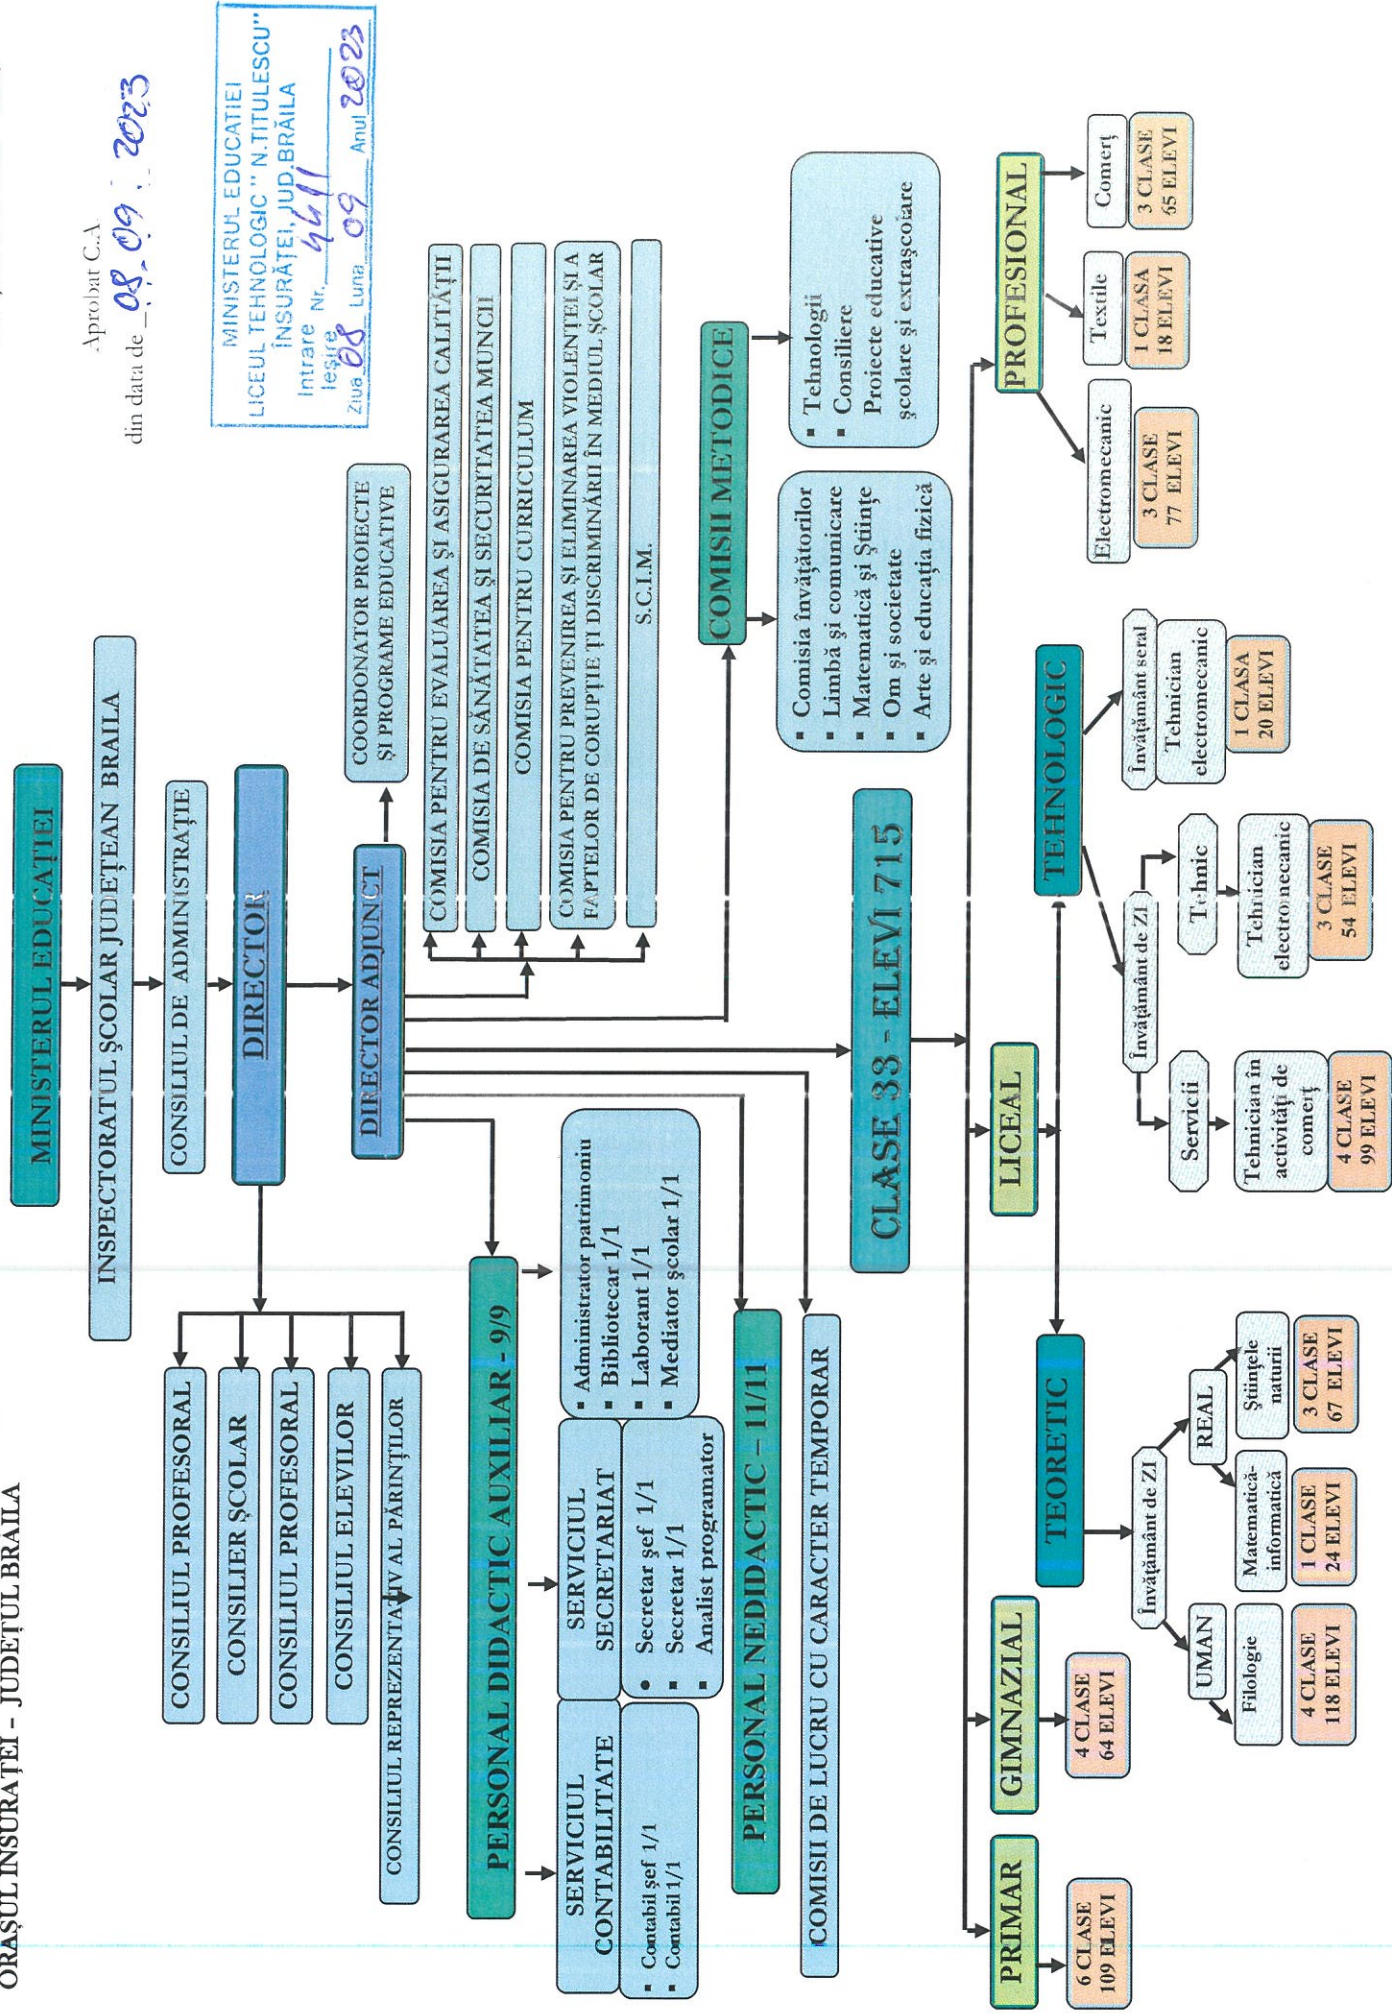 ORAȘUL INSURAȚEI – JUDEȚUL BRĂILA
Aprobat C.A
din data de 08.09.2023
MINISTERUL EDUCATIEI
LICEUL TEHNOLOGIC " N.TITULESCU"
ÎNSURĂȚEI, JUD.BRĂILA
Intrare
Ieșire
Nr. 4411
Ziua 08 Luna 09 Anul 2023
MINISTERUL EDUCAȚIEI
INSPECTORATUL ȘCOLAR JUDEȚEAN BRAILA
CONSILIUL DE ADMINISTRAȚIE
DIRECTOR
CONSILIUL PROFESORAL
CONSILIER ȘCOLAR
CONSILIUL PROFESORAL
CONSILIUL ELEVILOR
CONSILIUL REPREZENTATIV AL PĂRINȚILOR
DIRECTOR ADJUNCT
COORDONATOR PROIECTE
ȘI PROGRAME EDUCATIVE
COMISIA PENTRU EVALUAREA ȘI ASIGURAREA CALITĂȚII
COMISIA DE SĂNĂTATEA ȘI SECURITATEA MUNCII
COMISIA PENTRU CURRICULUM
COMISIA PENTRU PREVENIREA ȘI ELIMINAREA VIOLENȚEI ȘI A
FAPTELOR DE CORUPȚIE ȚI DISCRIMINĂRII ÎN MEDIUL ȘCOLAR
S.C.I.M.
PERSONAL DIDACTIC AUXILIAR - 9/9
SERVICIUL
CONTABILITATE
▪ Contabil șef 1/1
▪ Contabil 1/1
SERVICIUL
SECRETARIAT
• Secretar șef 1/1
▪ Secretar 1/1
▪ Analist programator
▪ Administrator patrimoniu
▪ Bibliotecar 1/1
▪ Laborant 1/1
▪ Mediator școlar 1/1
COMISII METODICE
▪ Comisia învățătorilor
▪ Limbă și comunicare
▪ Matematică și Științe
▪ Om și societate
▪ Arte și educația fizică
▪ Tehnologii
▪ Consiliere
Proiecte educative
școlare și extrașcolare
PERSONAL NEDIDACTIC – 11/11
COMISII DE LUCRU CU CARACTER TEMPORAR
CLASE 33 - ELEVI 715
PRIMAR
6 CLASE
109 ELEVI
GIMNAZIAL
4 CLASE
64 ELEVI
LICEAL
PROFESIONAL
Electromecanic
3 CLASE
77 ELEVI
Textile
1 CLASA
18 ELEVI
Comerț
3 CLASE
65 ELEVI
TEORETIC
Învățământ de ZI
UMAN
Filologie
4 CLASE
118 ELEVI
REAL
Matematică-
informatică
1 CLASE
24 ELEVI
Științele
naturii
3 CLASE
67 ELEVI
TEHNOLOGIC
Învățământ de ZI
Servicii
Tehnician în
activități de
comerț
4 CLASE
99 ELEVI
Tehnic
Tehnician
electromecanic
3 CLASE
54 ELEVI
Învățământ seral
Tehnician
electromecanic
1 CLASA
20 ELEVI